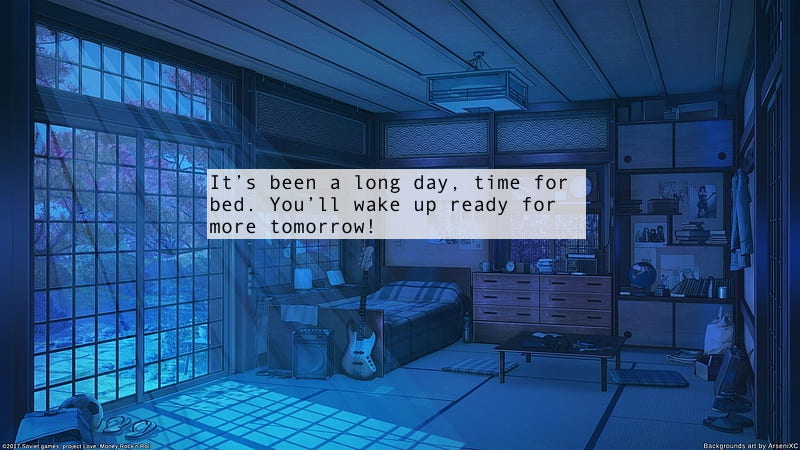 It’s been a long day, time for
bed. You’ll wake up ready for
more tomorrow!
©2017 Soviet games: project Love, Money, Rock'n'Roll
Backgrounds art by ArseniXC